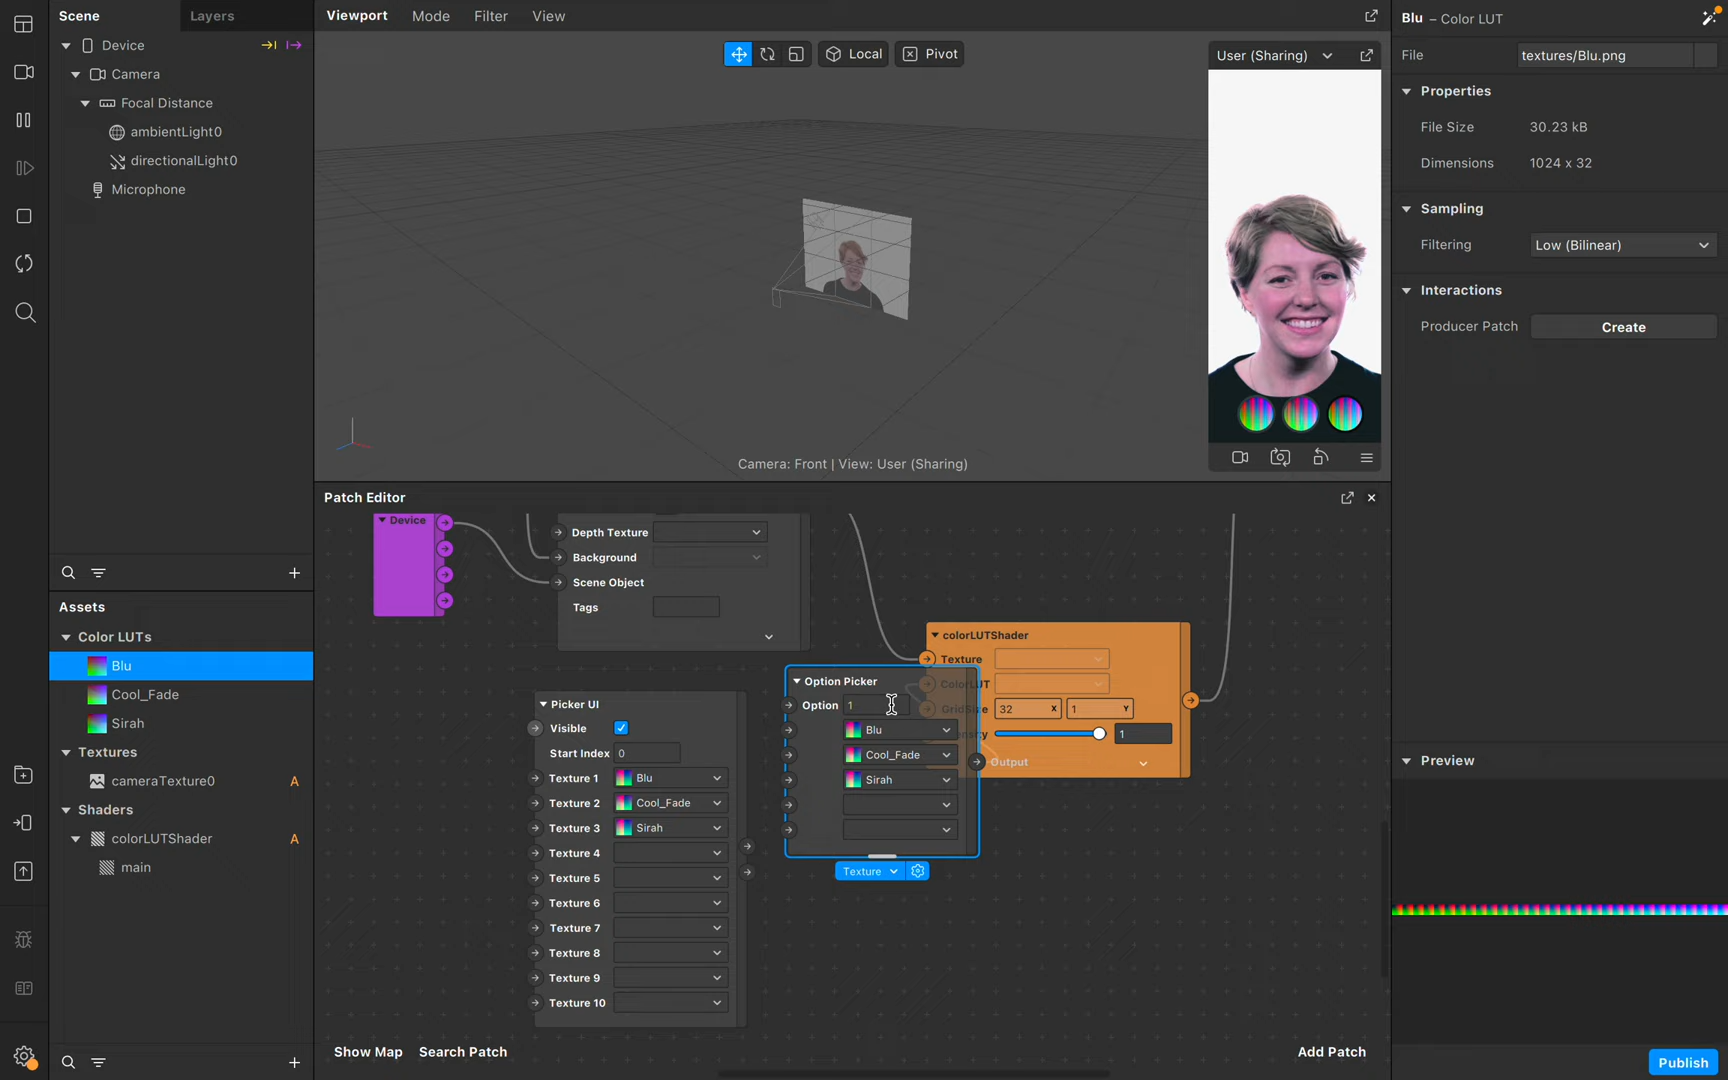 Scene
Layers
Device
Camera
Focal Distance
ambientLight0
directionalLight0
Microphone
Assets
Color LUTs
Blu
Cool_Fade
Sirah
Textures
cameraTexture0 A
Shaders
colorLUTShader A
main
Viewport Mode Filter View
Local
Pivot
User (Sharing)
Camera: Front | View: User (Sharing)
Patch Editor
Device
Depth Texture
Background
Scene Object
Tags
Picker UI
Visible
Start Index 0
Texture 1 Blu
Texture 2 Cool_Fade
Texture 3 Sirah
Texture 4
Texture 5
Texture 6
Texture 7
Texture 8
Texture 9
Texture 10
Option Picker
Option 1
Blu
Cool_Fade
Sirah
Output
Texture
colorLUTShader
Texture
ColorLUT
GridSize 32 X 1 Y
1
Show Map Search Patch
Add Patch
Blu – Color LUT
File textures/Blu.png
Properties
File Size 30.23 kB
Dimensions 1024 x 32
Sampling
Filtering Low (Bilinear)
Interactions
Producer Patch Create
Preview
Publish